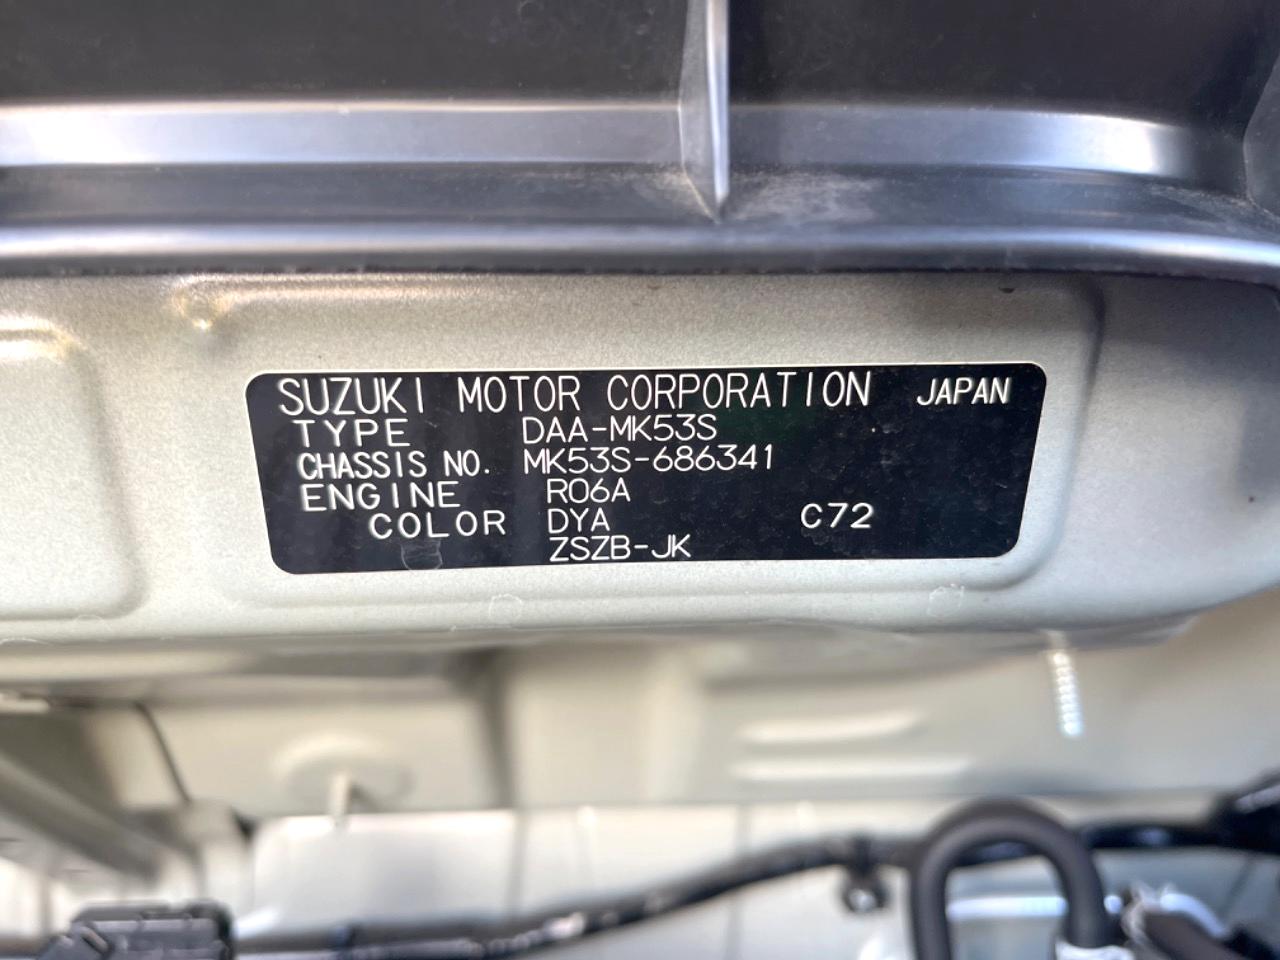 SUZUKI MOTOR CORPORATION JAPAN
TYPE DAA-MK53S
CHASSIS NO. MK53S-686341
ENGINE R06A
COLOR DYA C72
ZSZB-JK